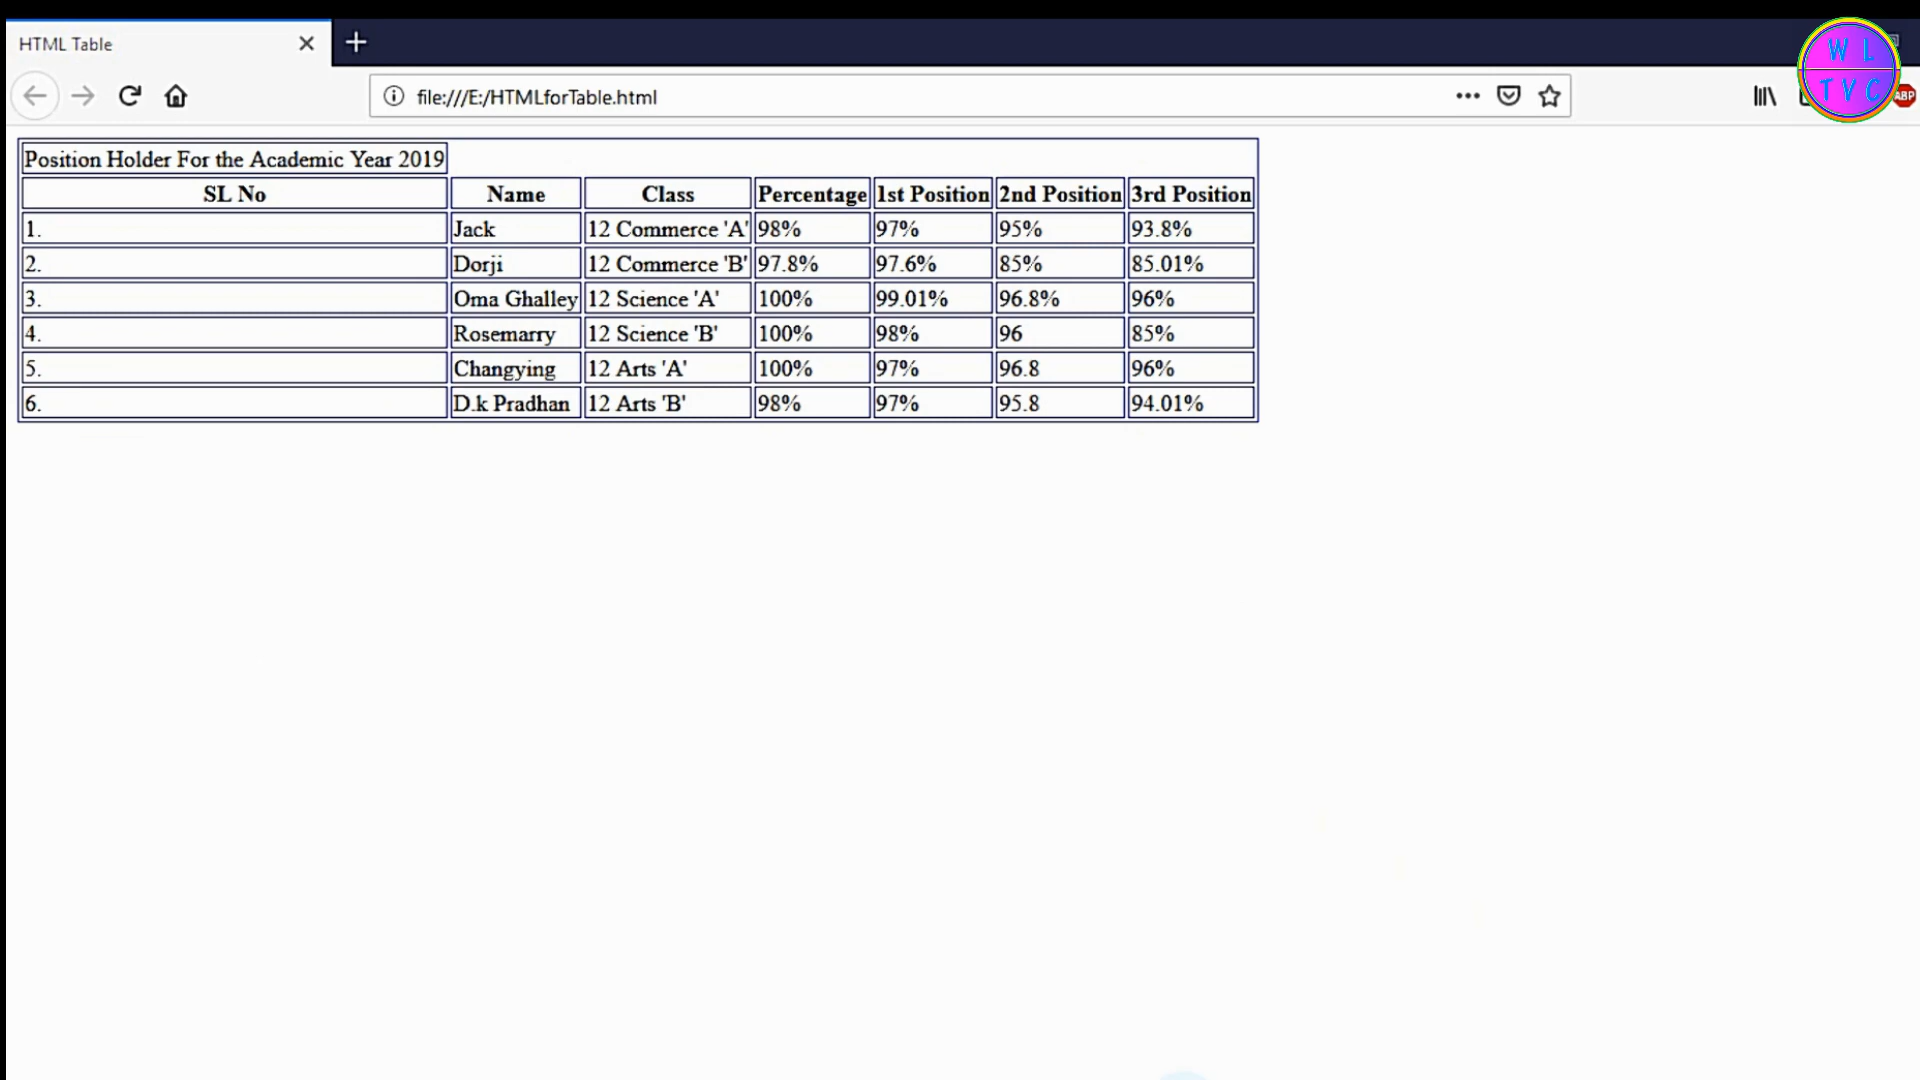 HTML Table
file:///E:/HTMLforTable.html
W L
T V C
ABP
Position Holder For the Academic Year 2019
SL No Name Class Percentage 1st Position 2nd Position 3rd Position
1. Jack 12 Commerce 'A' 98% 97% 95% 93.8%
2. Dorji 12 Commerce 'B' 97.8% 97.6% 85% 85.01%
3. Oma Ghalley 12 Science 'A' 100% 99.01% 96.8% 96%
4. Rosemarry 12 Science 'B' 100% 98% 96 85%
5. Changying 12 Arts 'A' 100% 97% 96.8 96%
6. D.k Pradhan 12 Arts 'B' 98% 97% 95.8 94.01%